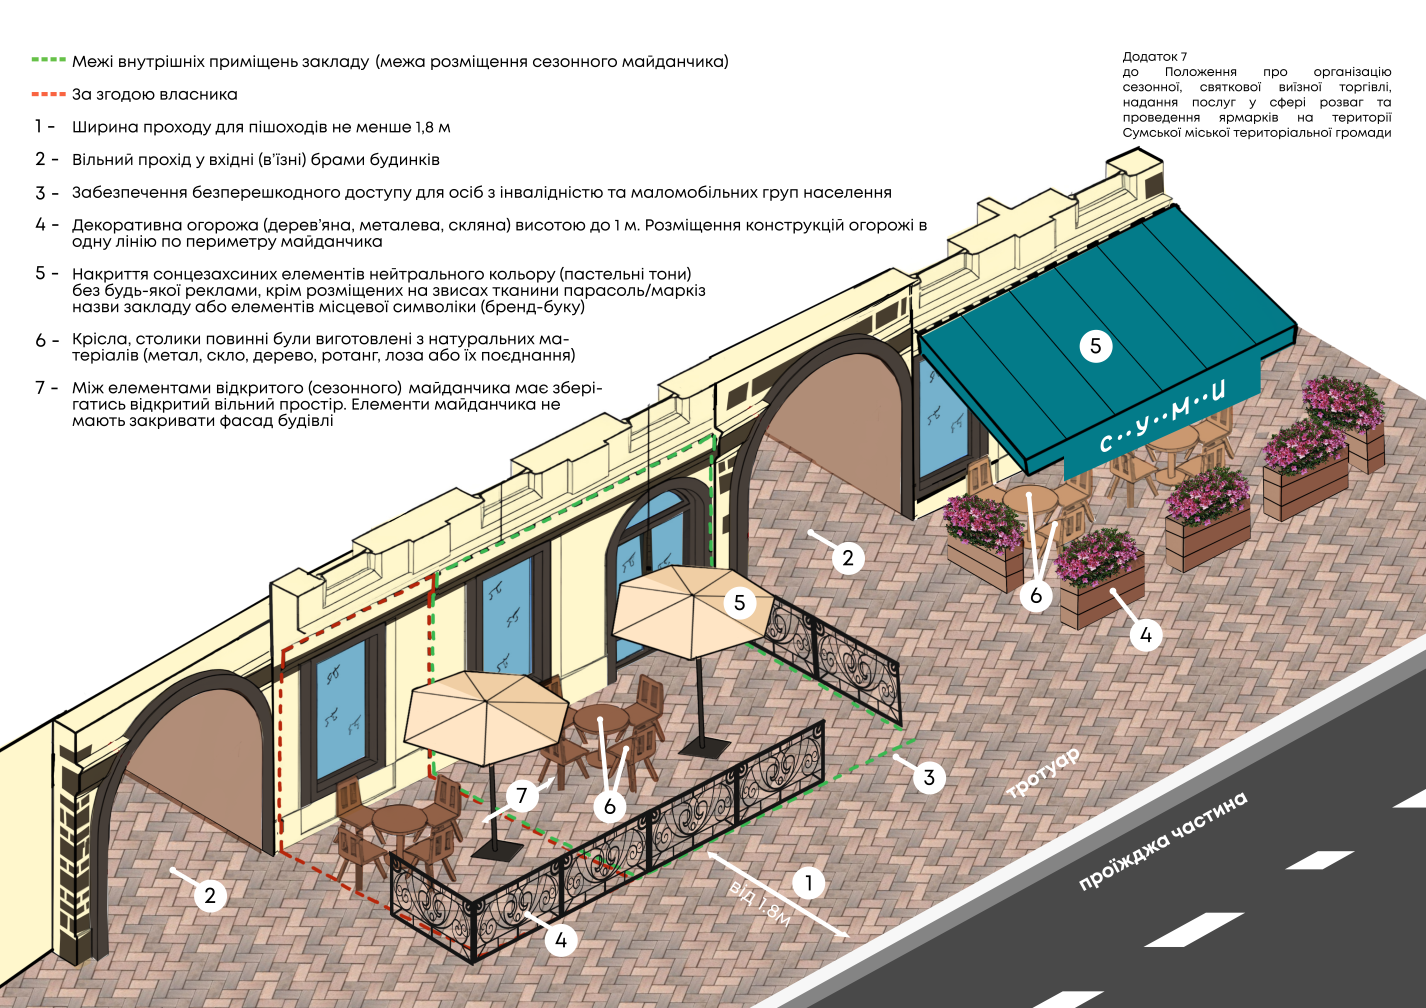 Межі внутрішніх приміщень закладу (межа розміщення сезонного майданчика)
За згодою власника
1 - Ширина проходу для пішоходів не менше 1,8 м
2 - Вільний прохід у вхідні (в'їзні) брами будинків
3 - Забезпечення безперешкодного доступу для осіб з інвалідністю та маломобільних груп населення
4 - Декоративна огорожа (дерев'яна, металева, скляна) висотою до 1 м. Розміщення конструкцій огорожі в
одну лінію по периметру майданчика
5 - Накриття сонцезахсиних елементів нейтрального кольору (пастельні тони)
без будь-якої реклами, крім розміщених на звисах тканини парасоль/маркіз
назви закладу або елементів місцевої символіки (бренд-буку)
6 - Крісла, столики повинні були виготовлені з натуральних ма-
теріалів (метал, скло, дерево, ротанг, лоза або їх поєднання)
7 - Між елементами відкритого (сезонного) майданчика має збері-
гатись відкритий вільний простір. Елементи майданчика не
мають закривати фасад будівлі
Додаток 7
до Положення про організацію
сезонної, святкової виїзної торгівлі,
надання послуг у сфері розваг та
проведення ярмарків на території
Сумської міської територіальної громади
5
с··у··м··и
2
6
4
5
3
тротуар
7
6
проїжджа частина
1
від 1.8м
2
4